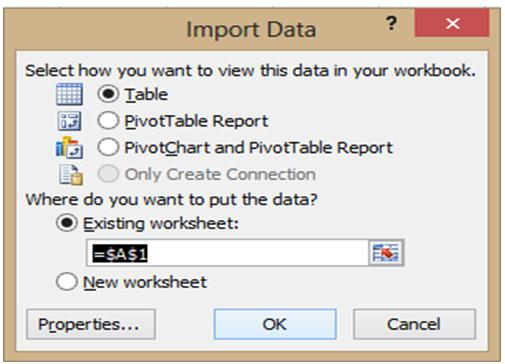 Import Data
?
×
Select how you want to view this data in your workbook.
Table
PivotTable Report
PivotChart and PivotTable Report
Only Create Connection
Where do you want to put the data?
Existing worksheet:
=$A$1
New worksheet
Properties... OK Cancel